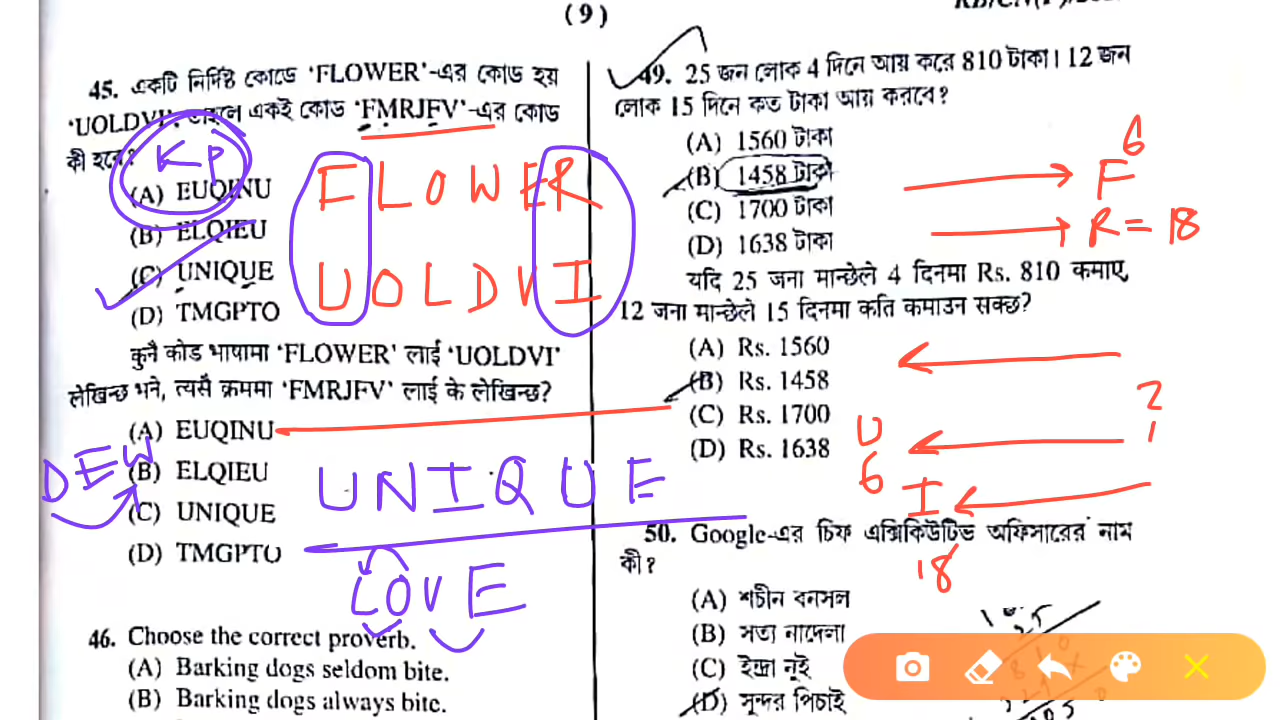 (9)
45. একটি নির্দিষ্ট কোডে 'FLOWER'-এর কোড হয়
'UOLDVI' তাহলে একই কোড 'FMRJFV'-এর কোড
কী হবে?
(A) EUQINU
(B) ELQIEU
(C) UNIQUE
(D) TMGPTO
कुनै कोड भाषामा 'FLOWER' लाई 'UOLDVI'
लेखिन्छ भने, त्यसै क्रममा 'FMRJFV' लाई के लेखिन्छ?
(A) EUQINU
(B) ELQIEU
(C) UNIQUE
(D) TMGPTO
46. Choose the correct proverb.
(A) Barking dogs seldom bite.
(B) Barking dogs always bite.
KP
FLOWER
UOLDVI
DEW
UNIQUE
LOVE
49. 25 জন লোক 4 দিনে আয় করে 810 টাকা। 12 জন
লোক 15 দিনে কত টাকা আয় করবে?
(A) 1560 টাকা
(B) 1458 টাকা
(C) 1700 টাকা
(D) 1638 টাকা
यदि 25 जना मान्छेले 4 दिनमा Rs. 810 कमाए,
12 जना मान्छेले 15 दिनमा कति कमाउन सक्छ?
(A) Rs. 1560
(B) Rs. 1458
(C) Rs. 1700
(D) Rs. 1638
50. Google-এর চিফ এক্সিকিউটিভ অফিসারের নাম
কী?
(A) শচীন বনসল
(B) সত্য নাদেলা
(C) ইন্দ্রা নুই
(D) সুন্দর পিচাই
F 6
R = 18
2
1
U
6
I
18